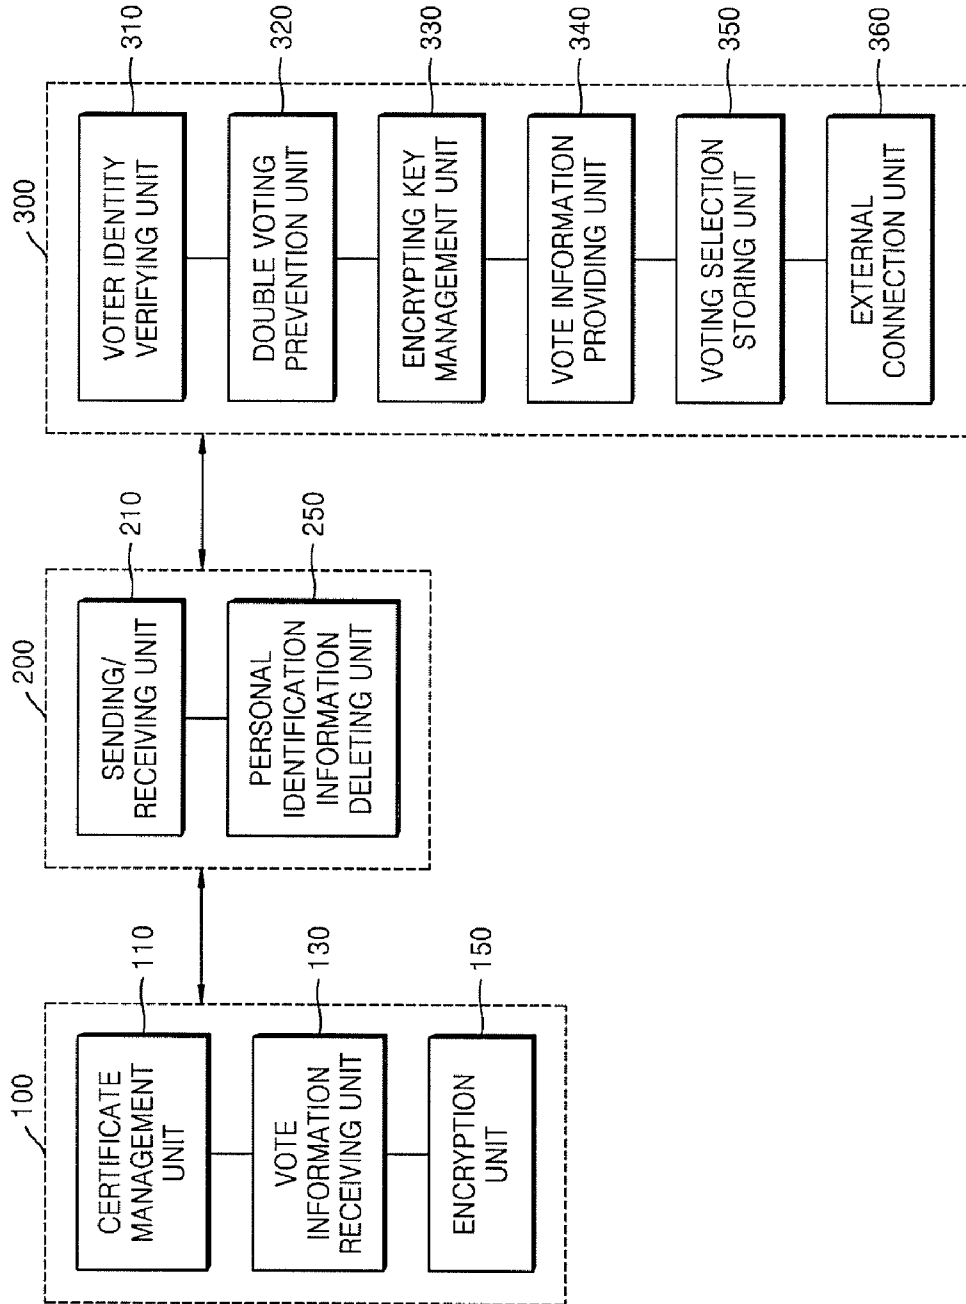 100
CERTIFICATE
MANAGEMENT
UNIT
110
VOTE
INFORMATION
RECEIVING UNIT
130
ENCRYPTION
UNIT
150
200
SENDING/
RECEIVING UNIT
210
PERSONAL
IDENTIFICATION
INFORMATION
DELETING UNIT
250
300
VOTER IDENTITY
VERIFYING UNIT
310
DOUBLE VOTING
PREVENTION UNIT
320
ENCRYPTING KEY
MANAGEMENT UNIT
330
VOTE INFORMATION
PROVIDING UNIT
340
VOTING SELECTION
STORING UNIT
350
EXTERNAL
CONNECTION UNIT
360